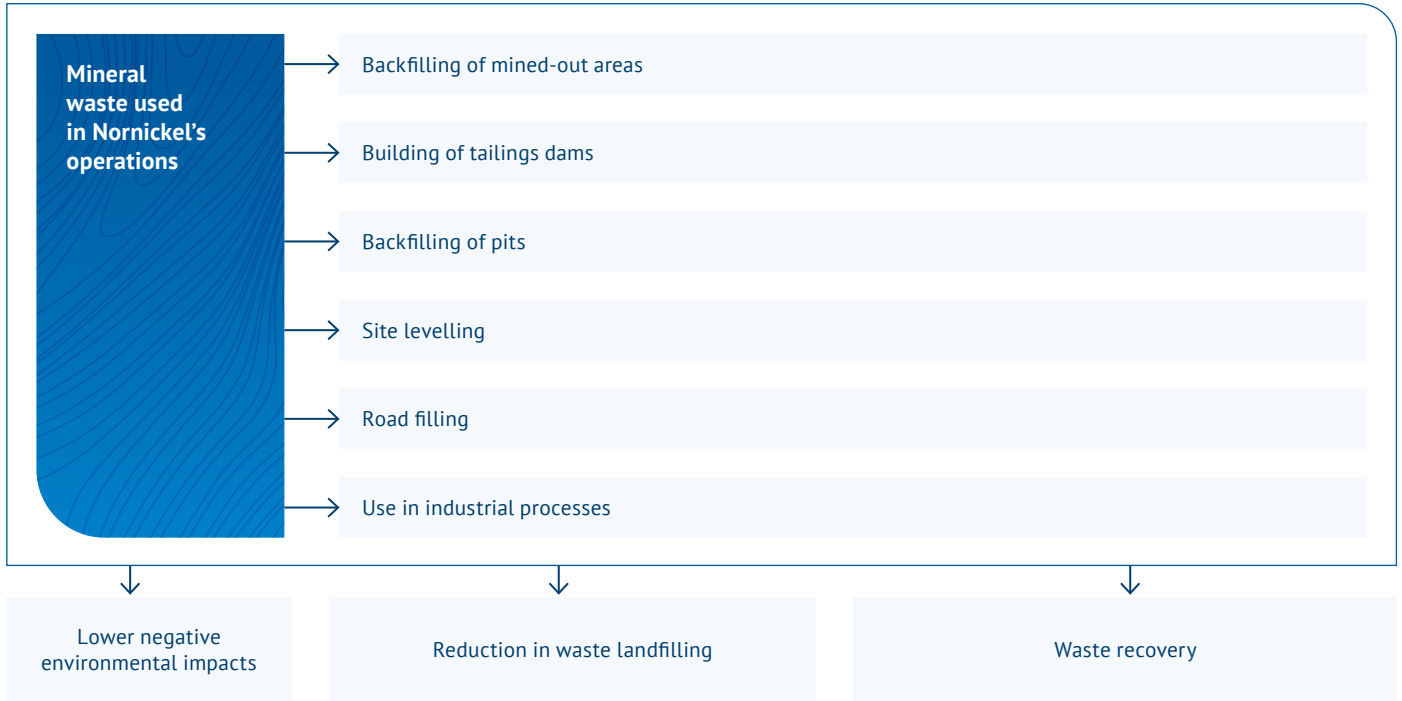 Mineral
waste used
in Nornickel’s
operations
Backfilling of mined-out areas
Building of tailings dams
Backfilling of pits
Site levelling
Road filling
Use in industrial processes
Lower negative
environmental impacts
Reduction in waste landfilling
Waste recovery